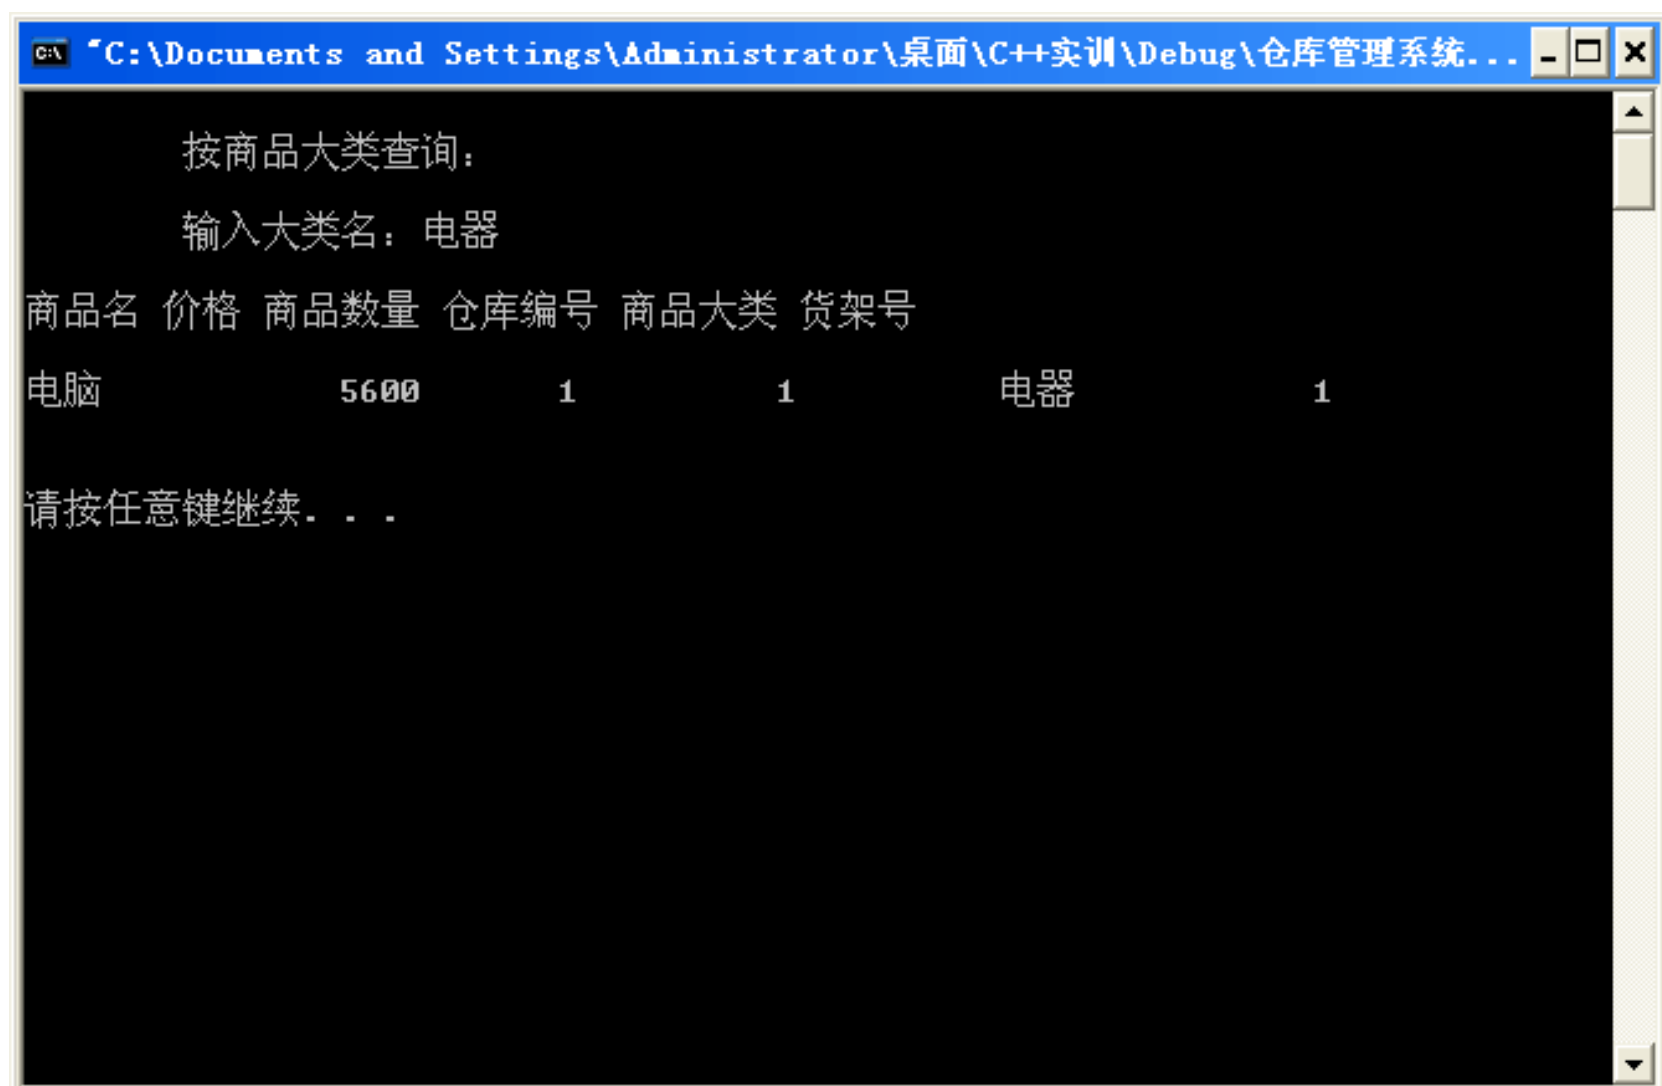 "C:\Documents and Settings\Administrator\桌面\C++实训\Debug\仓库管理系统...
按商品大类查询：
输入大类名：电器
商品名 价格 商品数量 仓库编号 商品大类 货架号
电脑 5600 1 1 电器 1
请按任意键继续. . .